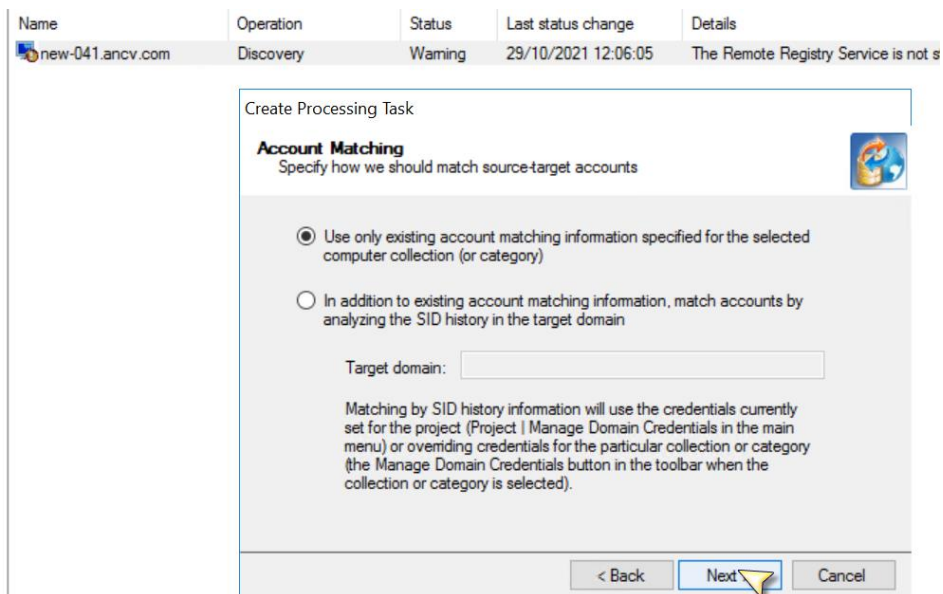 Name Operation Status Last status change Details
new-041.ancv.com Discovery Warning 29/10/2021 12:06:05 The Remote Registry Service is not s
Create Processing Task
Account Matching
Specify how we should match source-target accounts
Use only existing account matching information specified for the selected
computer collection (or category)
In addition to existing account matching information, match accounts by
analyzing the SID history in the target domain
Target domain:
Matching by SID history information will use the credentials currently
set for the project (Project | Manage Domain Credentials in the main
menu) or overriding credentials for the particular collection or category
(the Manage Domain Credentials button in the toolbar when the
collection or category is selected).
< Back Next Cancel